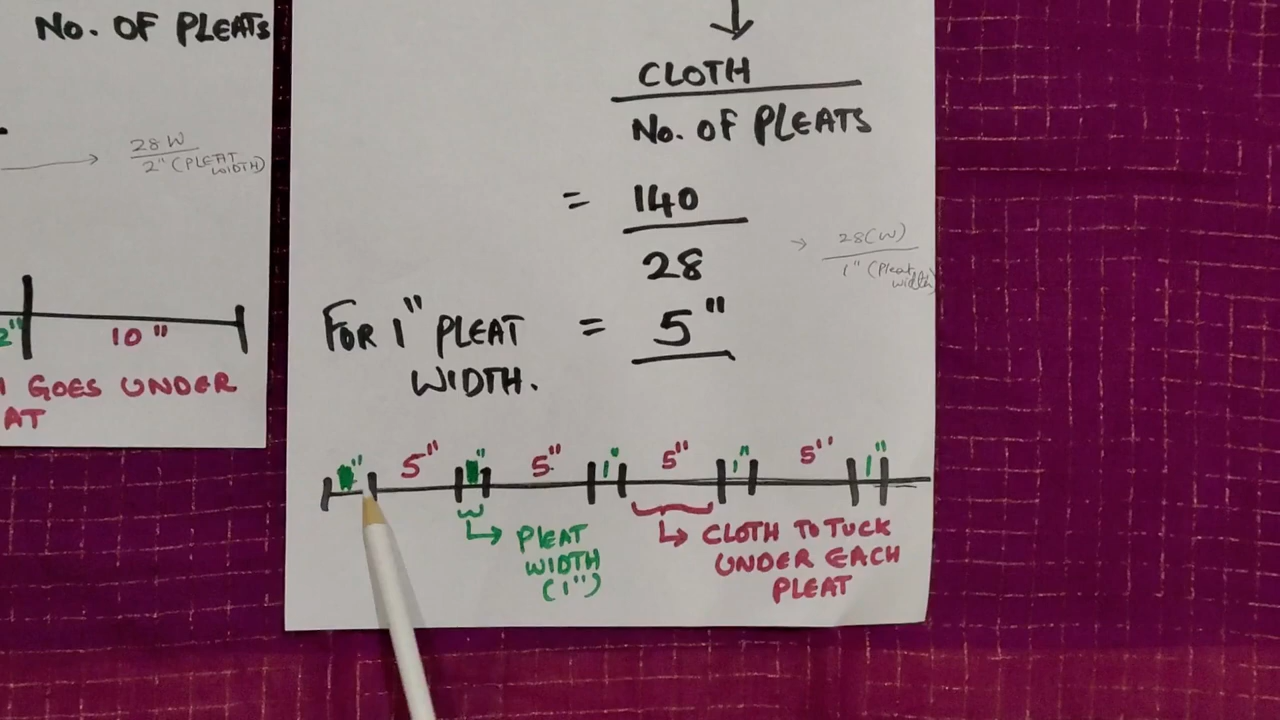 No. OF PLEATS
28 W
2" (PLEAT WIDTH)
2"
10"
GOES UNDER
AT
CLOTH
No. OF PLEATS
= 140
28
28(W)
1" (Pleat width)
FOR 1" PLEAT WIDTH.
= 5"
5" 5" 1" 5" 1" 5" 1"
PLEAT
WIDTH
(1")
CLOTH TO TUCK
UNDER EACH
PLEAT